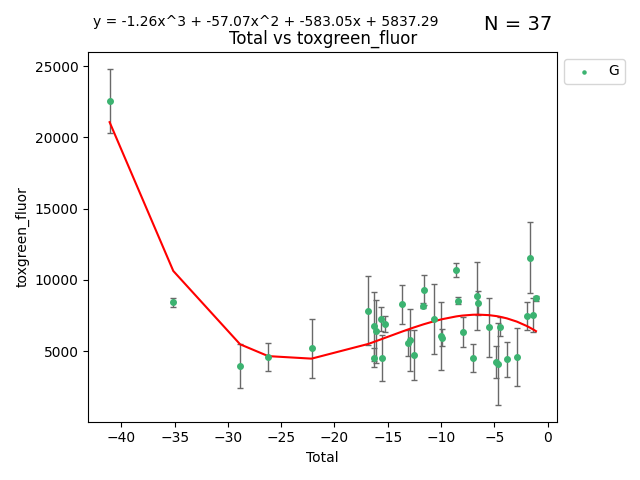 y = -1.26x^3 + -57.07x^2 + -583.05x + 5837.29
N = 37
Total vs toxgreen_fluor
G
25000
20000
15000
10000
5000
toxgreen_fluor
−40 −35 −30 −25 −20 −15 −10 −5 0
Total